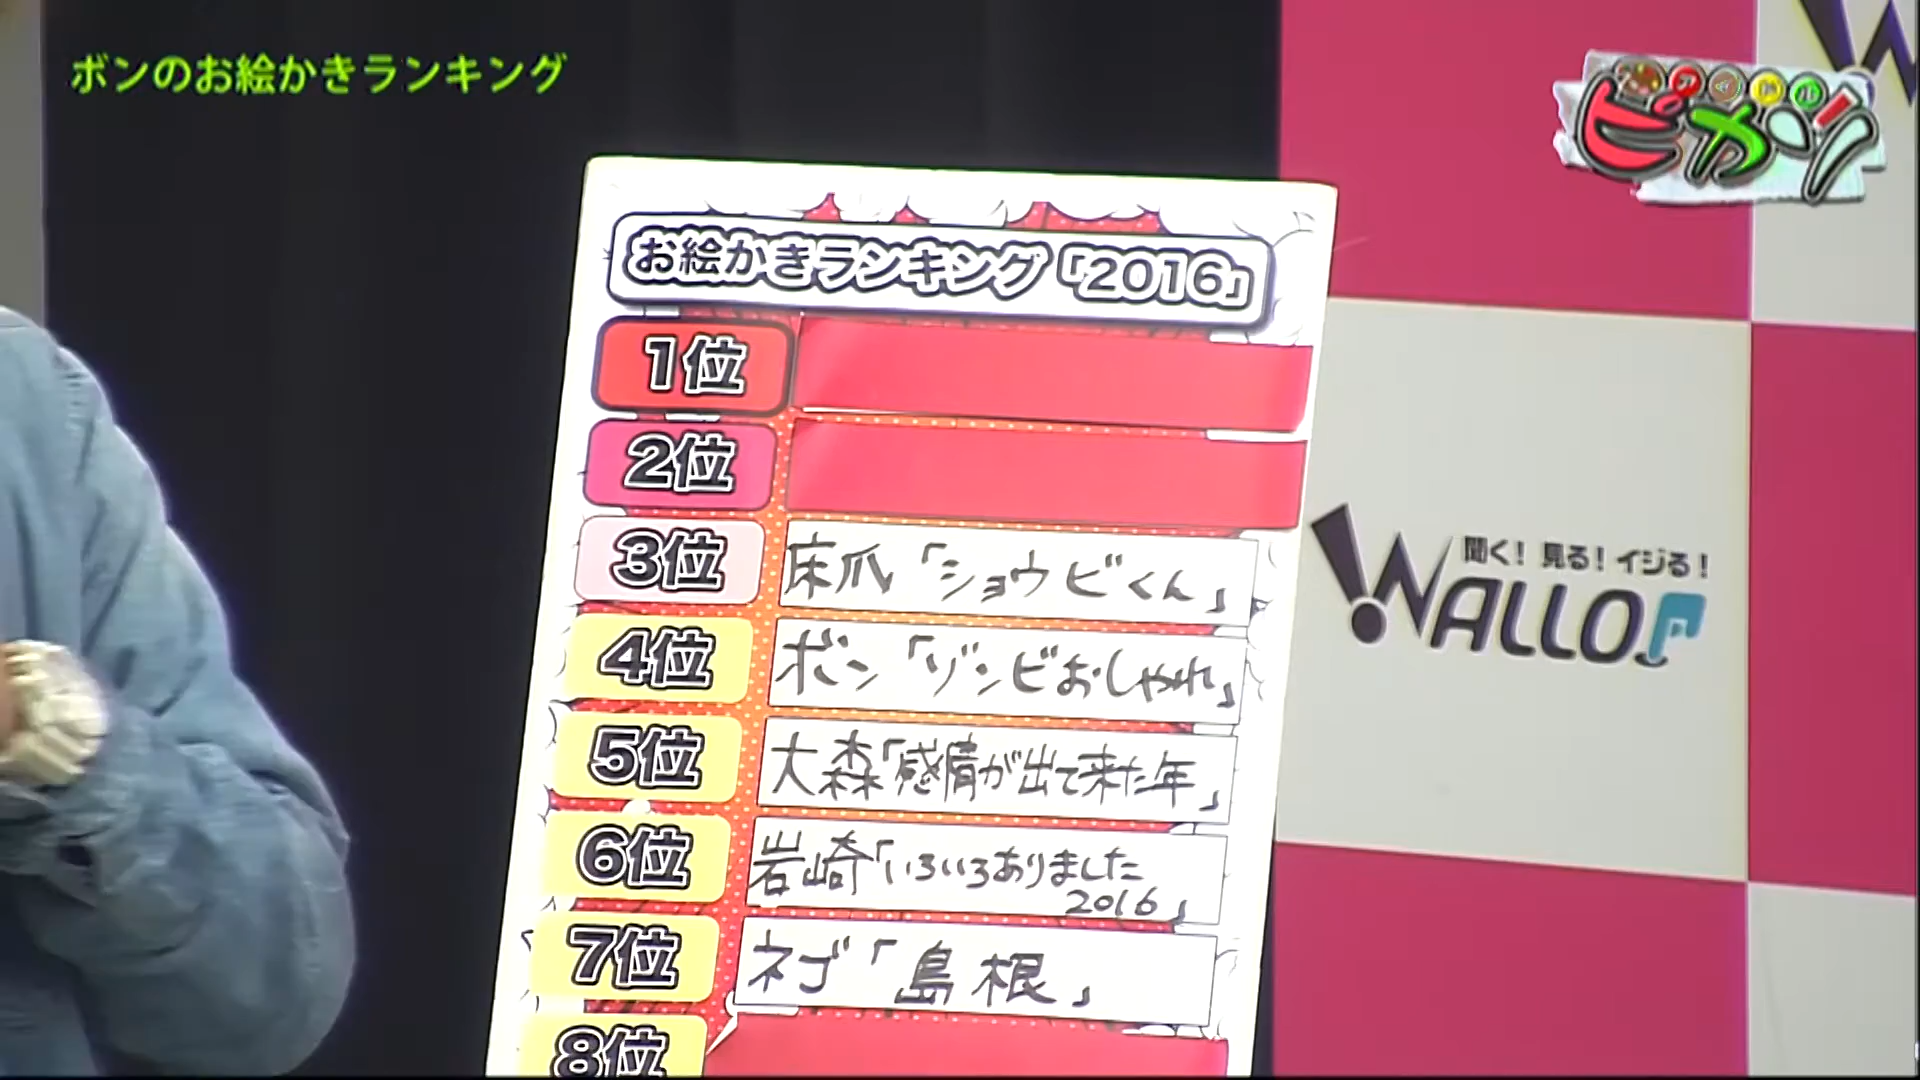 ボンのお絵かきランキング
ピカソ
お絵かきランキング「2016」
1位
2位
3位 床爪「ショウビくん」
4位 ボン「ゾンビおしゃれ」
5位 大森「感情が出て来た年」
6位 岩崎「いろいろありました
2016」
7位 ネゴ「島根」
8位
聞く!見る!イジる!
WALLOP